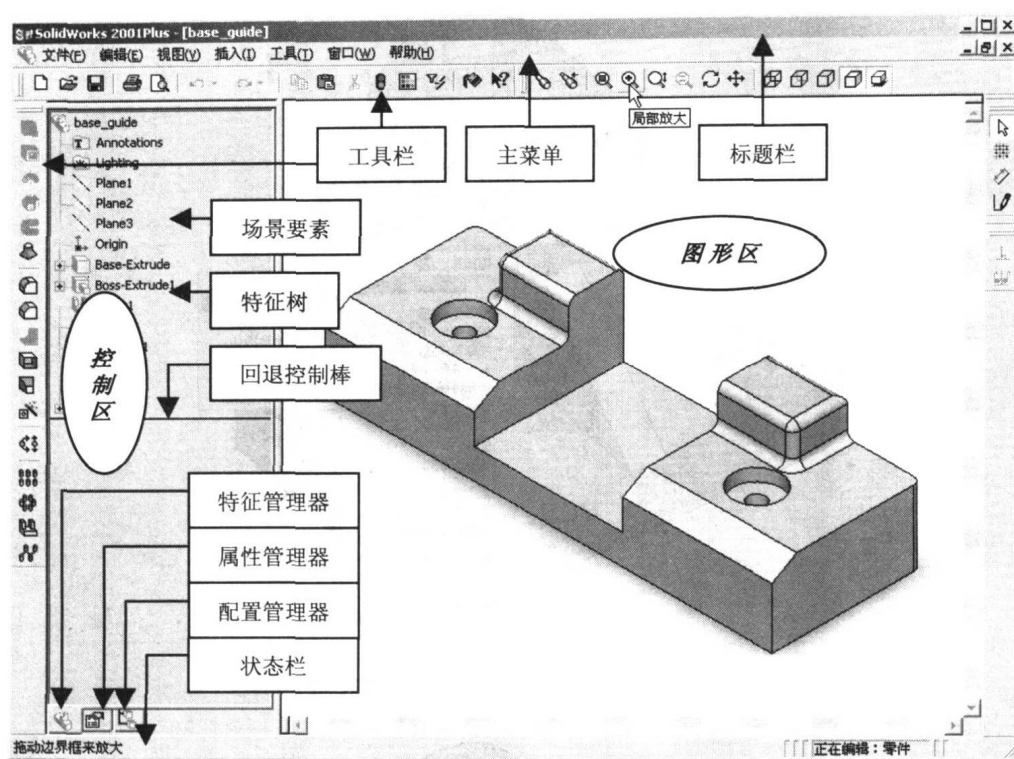 SolidWorks 2001Plus - [base_guide]
文件(F) 编辑(E) 视图(V) 插入(I) 工具(T) 窗口(W) 帮助(H)
局部放大
base_guide
Annotations
Lighting
Plane1
Plane2
Plane3
Origin
Base-Extrude
Boss-Extrude1
工具栏
主菜单
标题栏
场景要素
图形区
特征树
回退控制棒
控制区
特征管理器
属性管理器
配置管理器
状态栏
拖动边界框来放大
正在编辑：零件